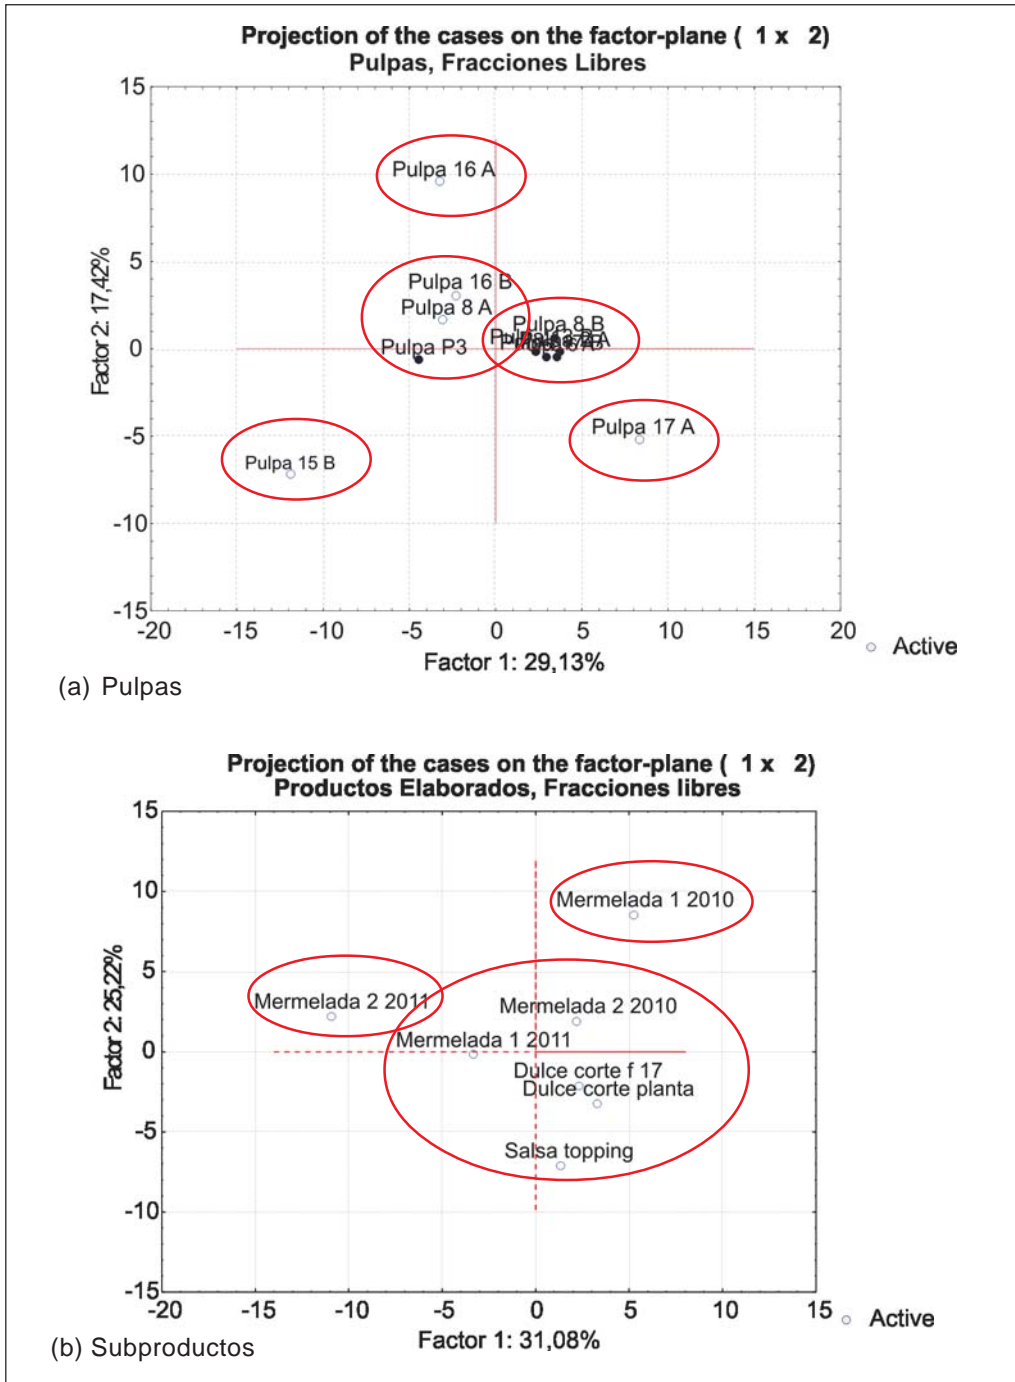 Projection of the cases on the factor-plane ( 1 x 2)
Pulpas, Fracciones Libres
15
10
5
0
-5
-10
-15
Factor 2: 17,42%
Pulpa 16 A
Pulpa 16 B
Pulpa 8 A
Pulpa P3
Pulpa 8 B
Pulpa 17 A
Pulpa 15 B
-20 -15 -10 -5 0 5 10 15 20
Factor 1: 29,13%
Active
(a) Pulpas
Projection of the cases on the factor-plane ( 1 x 2)
Productos Elaborados, Fracciones libres
15
10
5
0
-5
-10
-15
Factor 2: 25,22%
Mermelada 1 2010
Mermelada 2 2011
Mermelada 2 2010
Mermelada 1 2011
Dulce corte f 17
Dulce corte planta
Salsa topping
-20 -15 -10 -5 0 5 10 15
Factor 1: 31,08%
Active
(b) Subproductos